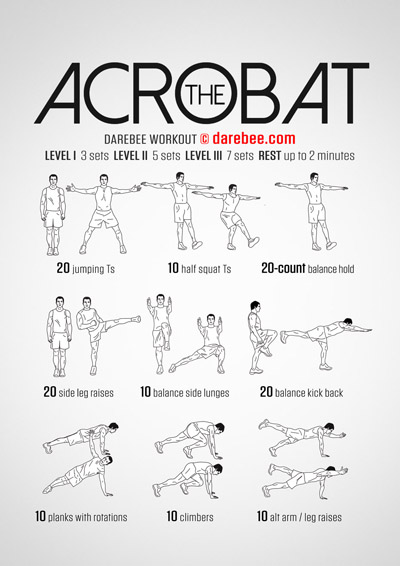 THE
ACROBAT
DAREBEE WORKOUT © darebee.com
LEVEL I 3 sets LEVEL II 5 sets LEVEL III 7 sets REST up to 2 minutes
20 jumping Ts
10 half squat Ts
20-count balance hold
20 side leg raises
10 balance side lunges
20 balance kick back
10 planks with rotations
10 climbers
10 alt arm / leg raises